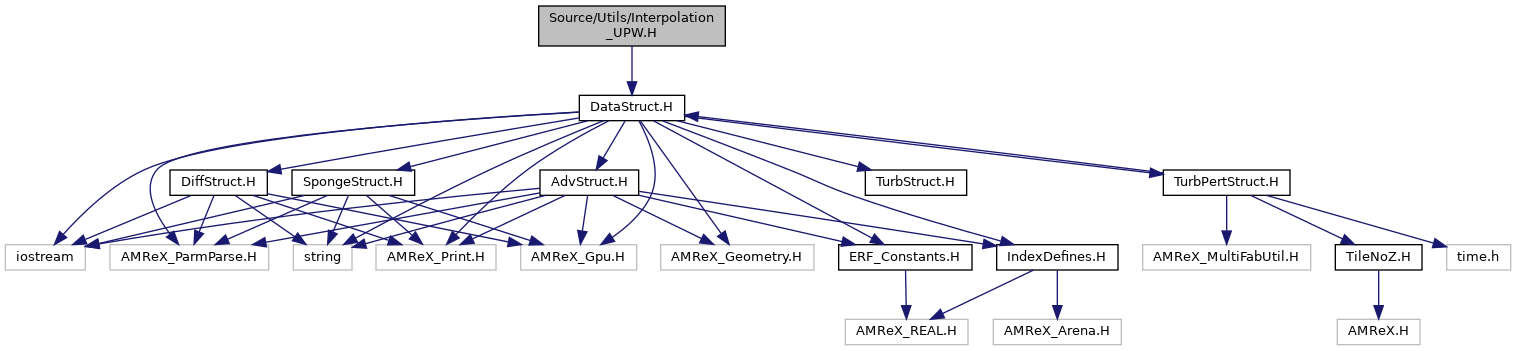 Source/Utils/Interpolation
_UPW.H
DataStruct.H
DiffStruct.H
SpongeStruct.H
AdvStruct.H
TurbStruct.H
TurbPertStruct.H
iostream
AMReX_ParmParse.H
string
AMReX_Print.H
AMReX_Gpu.H
AMReX_Geometry.H
ERF_Constants.H
IndexDefines.H
AMReX_MultiFabUtil.H
TileNoZ.H
time.h
AMReX_REAL.H
AMReX_Arena.H
AMReX.H